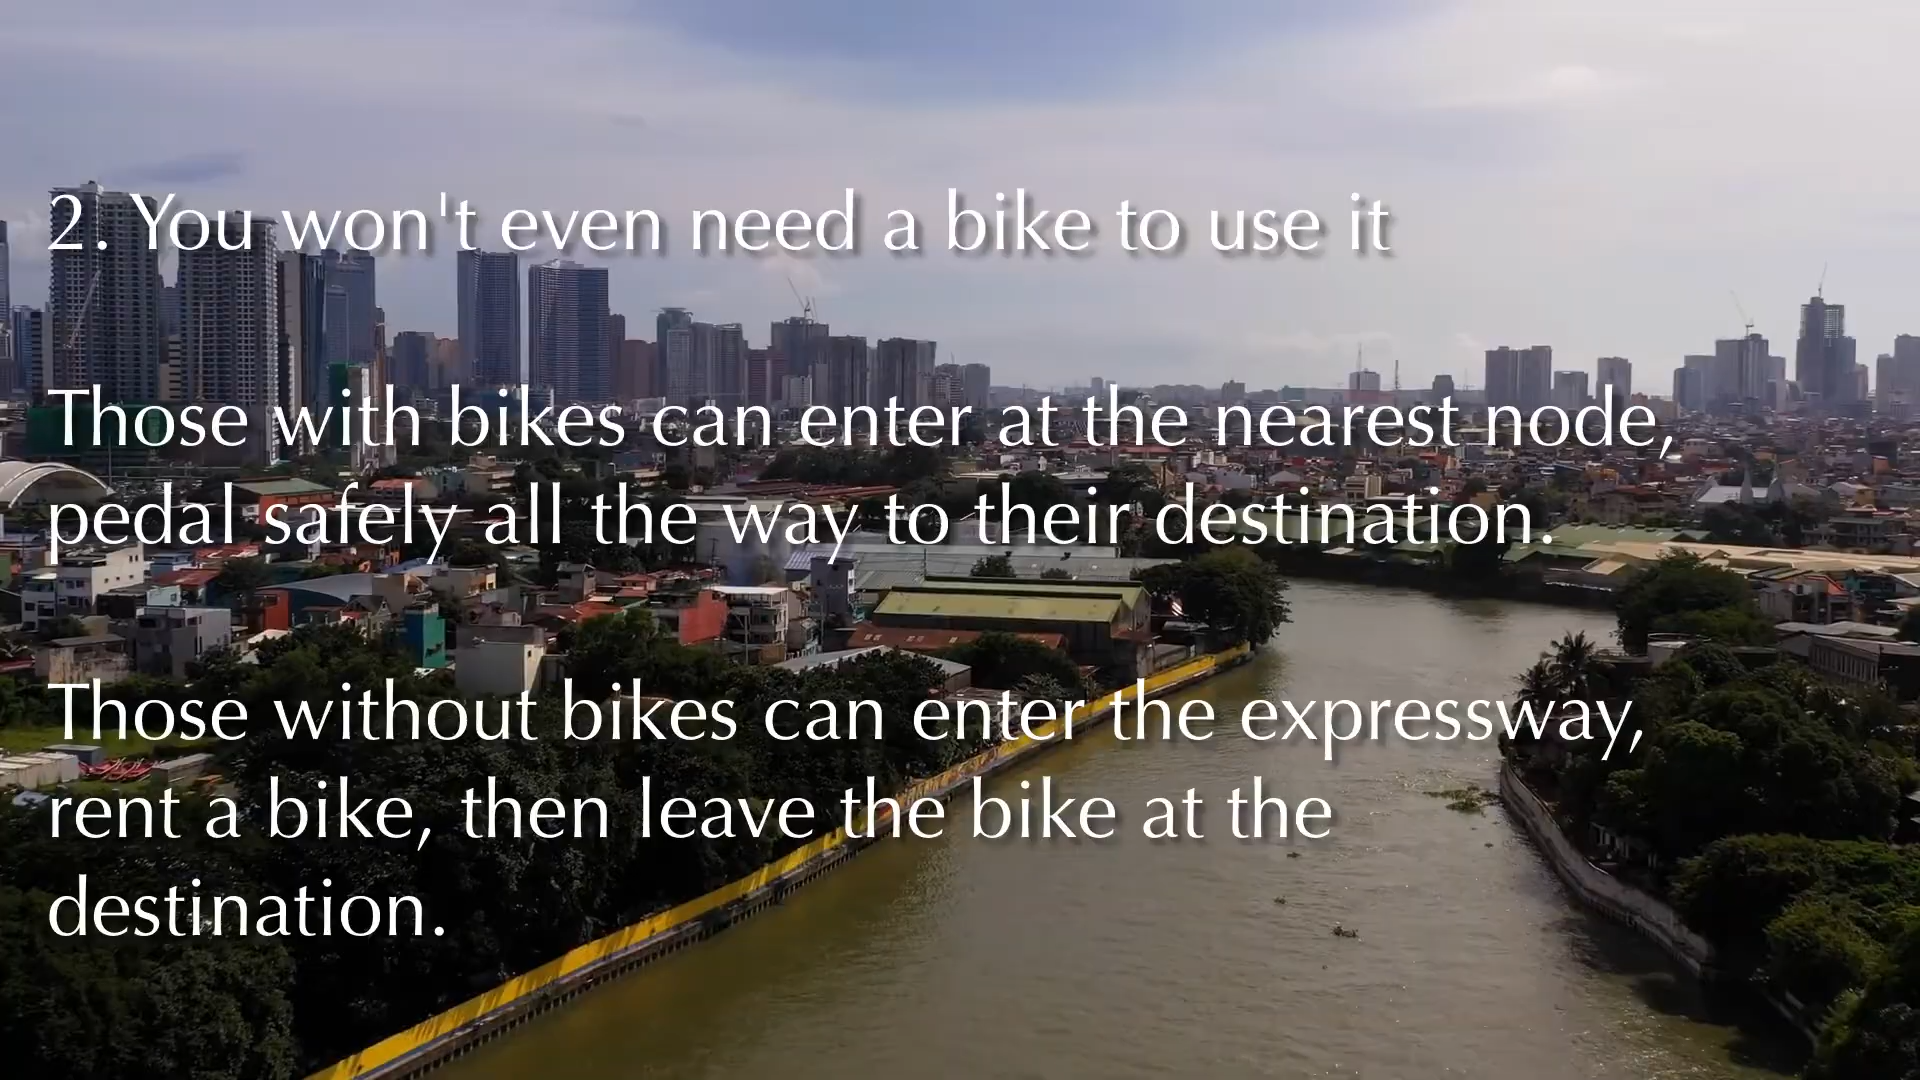 2. You won't even need a bike to use it
Those with bikes can enter at the nearest node,
pedal safely all the way to their destination.
Those without bikes can enter the expressway,
rent a bike, then leave the bike at the
destination.